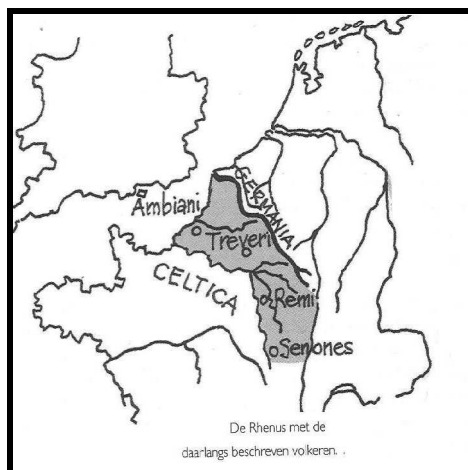 GERMANIA
Ambiani
Treveri
CELTICA
Remi
Senones
De Rhenus met de
daarlangs beschreven volkeren.